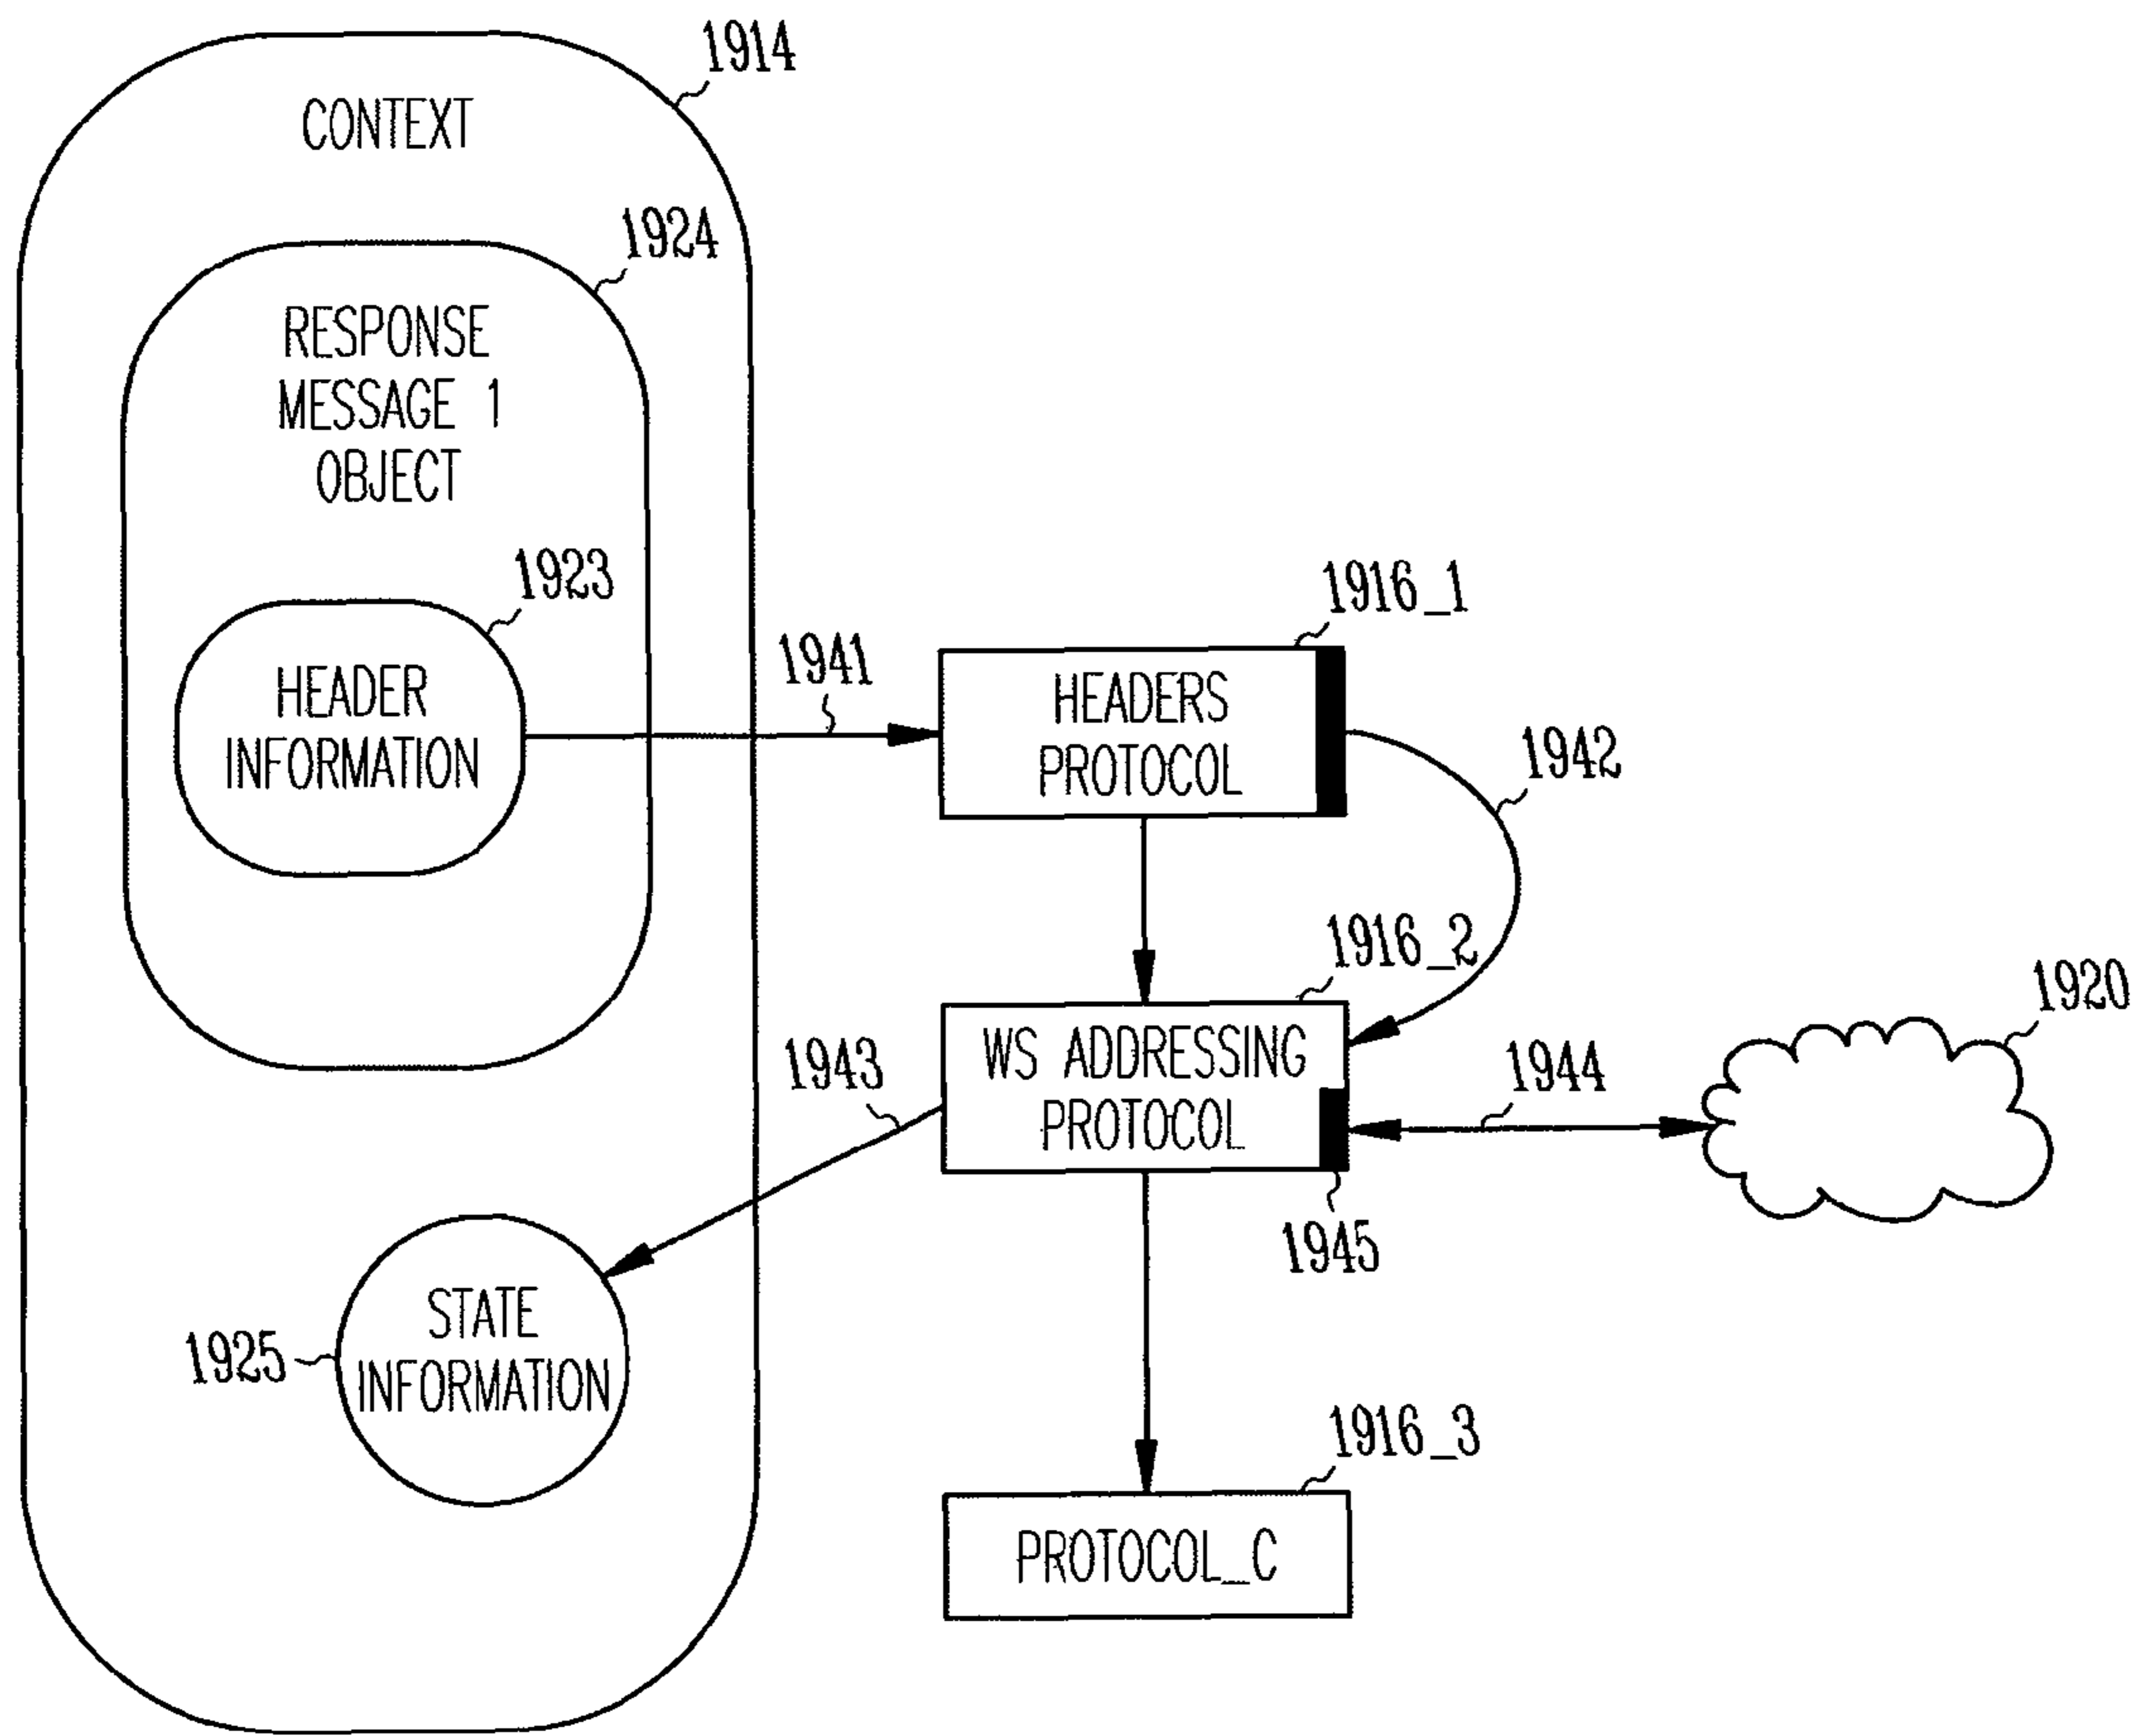 1914
CONTEXT
1924
RESPONSE
MESSAGE 1
OBJECT
1923
HEADER
INFORMATION
1941
1916_1
HEADERS
PROTOCOL
1942
1916_2
WS ADDRESSING
PROTOCOL
1943
1944
1920
1945
STATE
INFORMATION
1925
1916_3
PROTOCOL_C